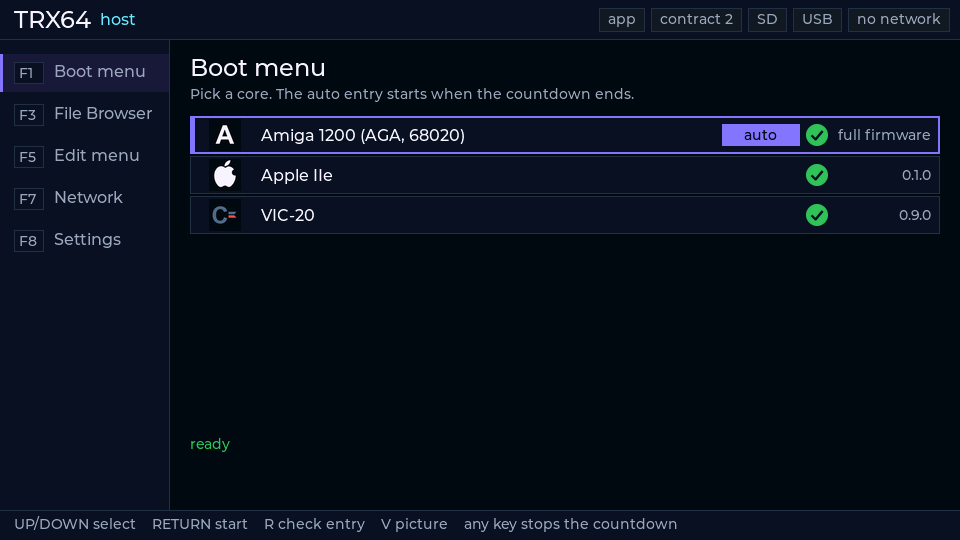 TRX64 host
app
contract 2
SD
USB
no network
F1 Boot menu
F3 File Browser
F5 Edit menu
F7 Network
F8 Settings
Boot menu
Pick a core. The auto entry starts when the countdown ends.
A Amiga 1200 (AGA, 68020) auto full firmware
Apple IIe 0.1.0
C= VIC-20 0.9.0
ready
UP/DOWN select RETURN start R check entry V picture any key stops the countdown